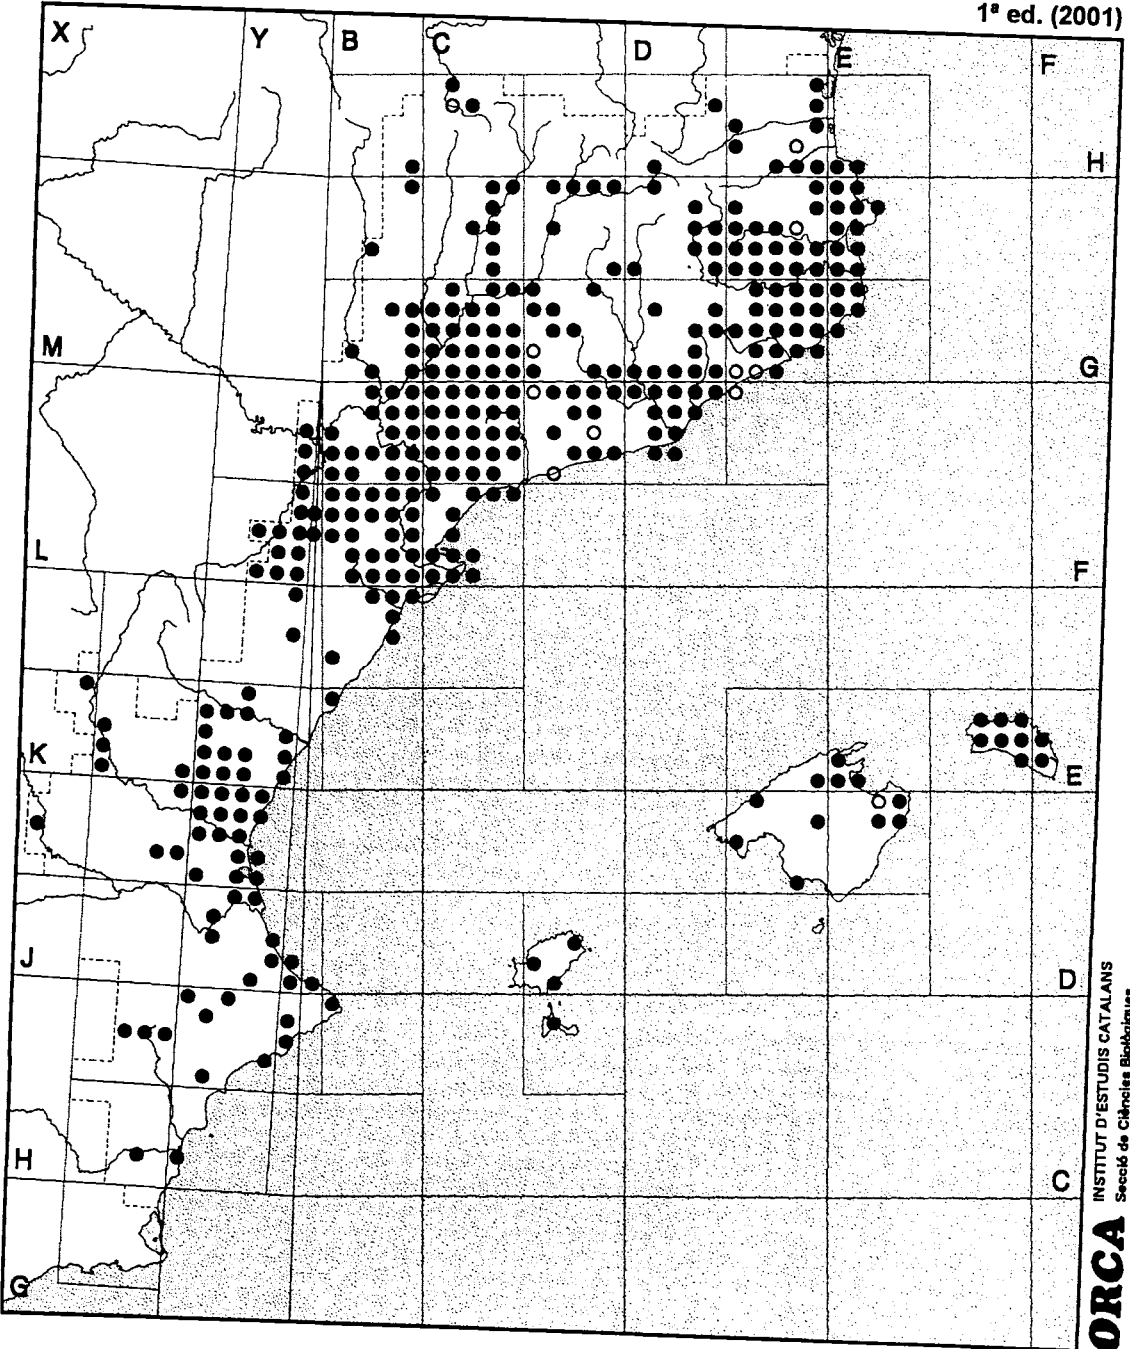 1ª ed. (2001)
X
Y
B
C
D
E
F
H
M
G
L
F
K
E
J
D
H
C
G
ORCA
INSTITUT D'ESTUDIS CATALANS
Secció de Ciències Biològiques